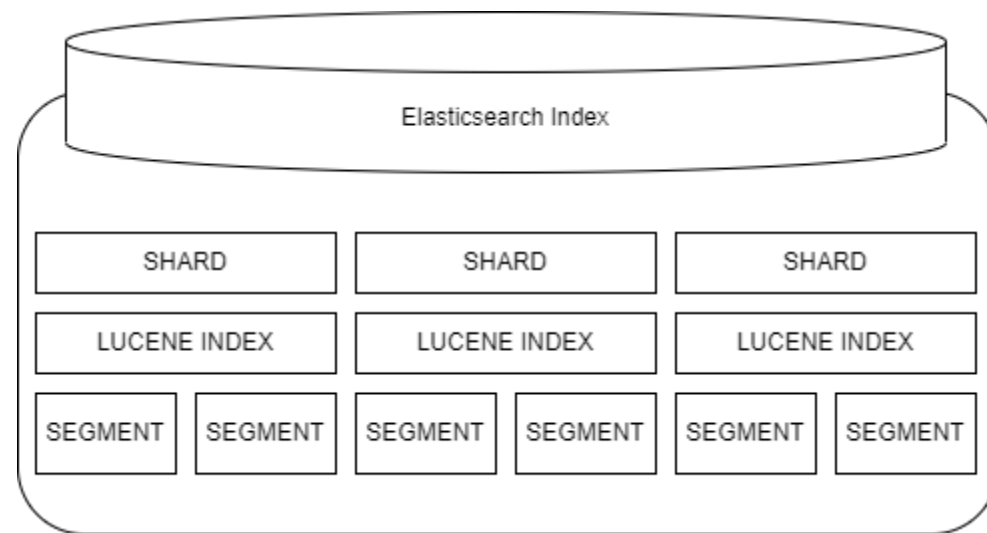 Elasticsearch Index
SHARD SHARD SHARD
LUCENE INDEX LUCENE INDEX LUCENE INDEX
SEGMENT SEGMENT SEGMENT SEGMENT SEGMENT SEGMENT